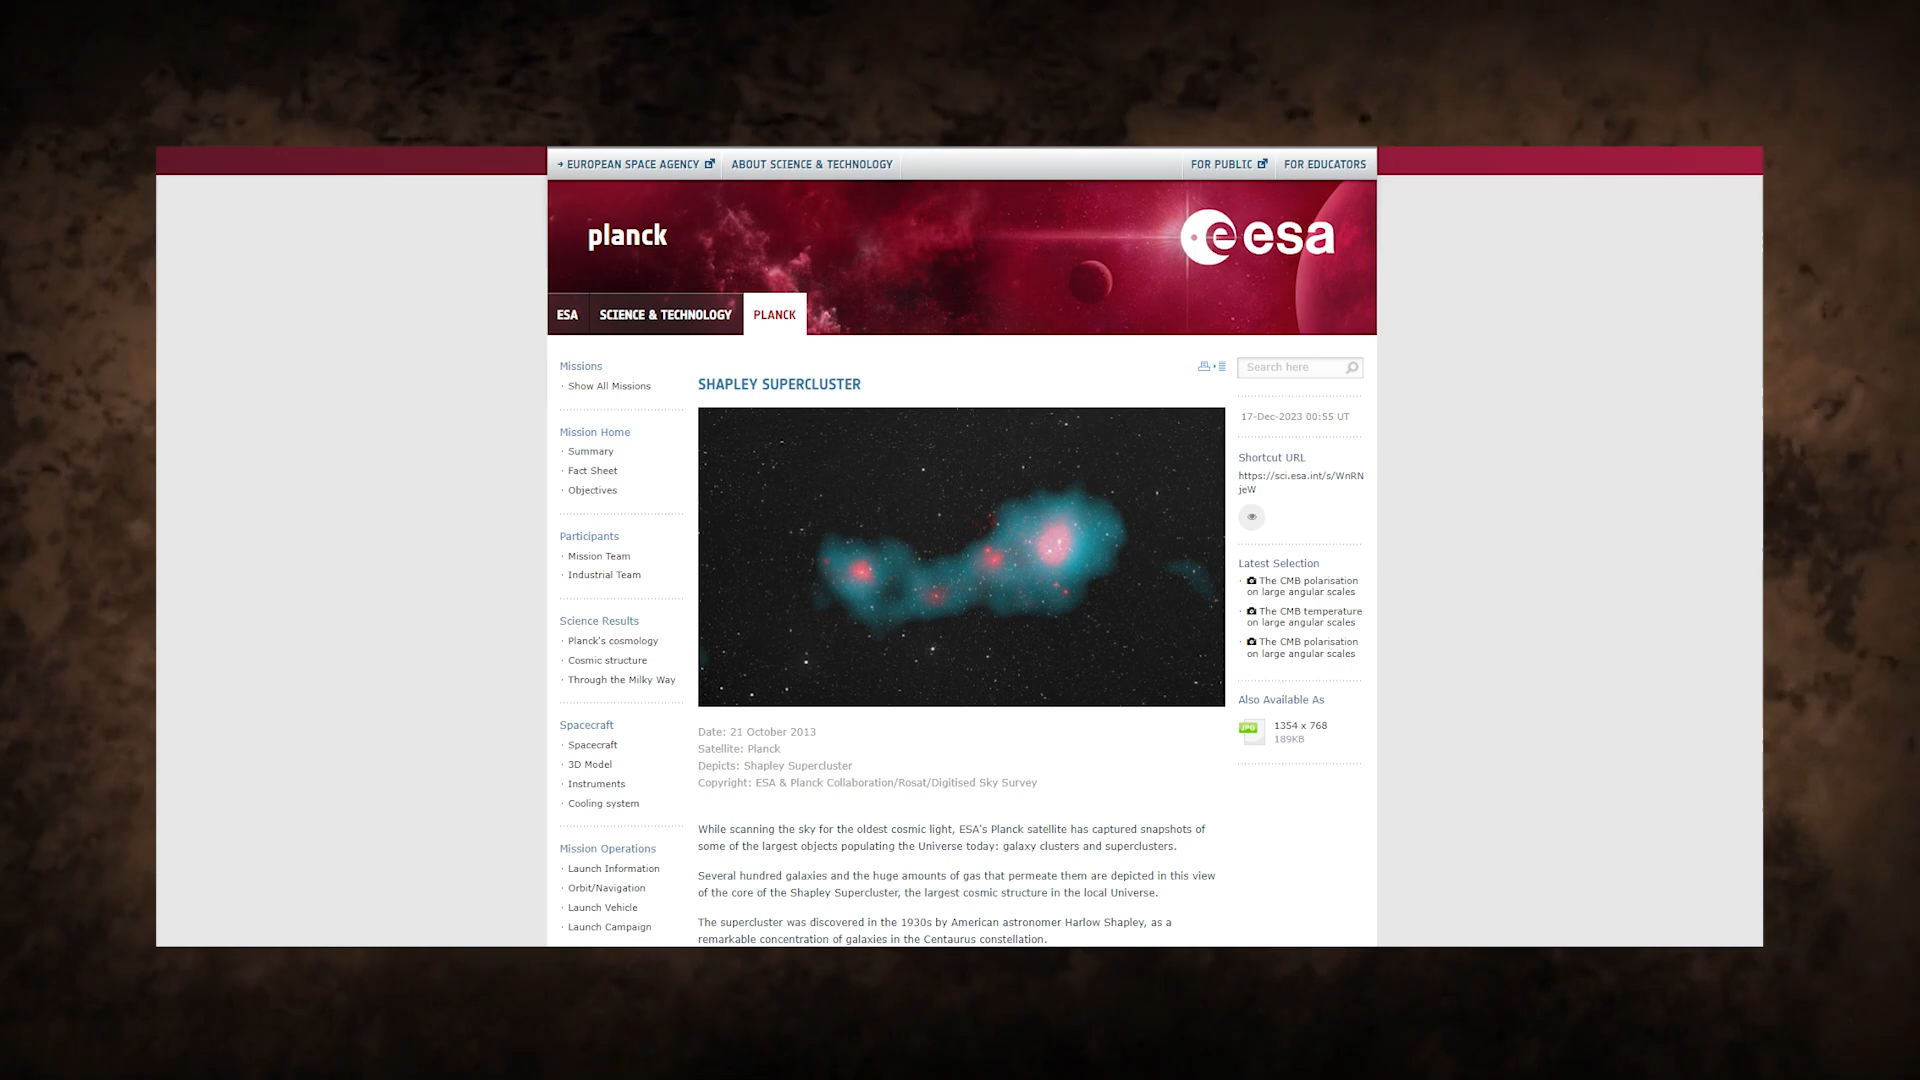 EUROPEAN SPACE AGENCY
ABOUT SCIENCE & TECHNOLOGY
FOR PUBLIC
FOR EDUCATORS
planck
esa
ESA
SCIENCE & TECHNOLOGY
PLANCK
Missions
· Show All Missions
Mission Home
· Summary
· Fact Sheet
· Objectives
Participants
· Mission Team
· Industrial Team
Science Results
· Planck's cosmology
· Cosmic structure
· Through the Milky Way
Spacecraft
· Spacecraft
· 3D Model
· Instruments
· Cooling system
Mission Operations
· Launch Information
· Orbit/Navigation
· Launch Vehicle
· Launch Campaign
SHAPLEY SUPERCLUSTER
Date: 21 October 2013
Satellite: Planck
Depicts: Shapley Supercluster
Copyright: ESA & Planck Collaboration/Rosat/Digitised Sky Survey
While scanning the sky for the oldest cosmic light, ESA's Planck satellite has captured snapshots of
some of the largest objects populating the Universe today: galaxy clusters and superclusters.
Several hundred galaxies and the huge amounts of gas that permeate them are depicted in this view
of the core of the Shapley Supercluster, the largest cosmic structure in the local Universe.
The supercluster was discovered in the 1930s by American astronomer Harlow Shapley, as a
remarkable concentration of galaxies in the Centaurus constellation.
Search here
17-Dec-2023 00:55 UT
Shortcut URL
https://sci.esa.int/s/WnRN
jeW
Latest Selection
· The CMB polarisation
on large angular scales
· The CMB temperature
on large angular scales
· The CMB polarisation
on large angular scales
Also Available As
JPG
1354 x 768
189KB